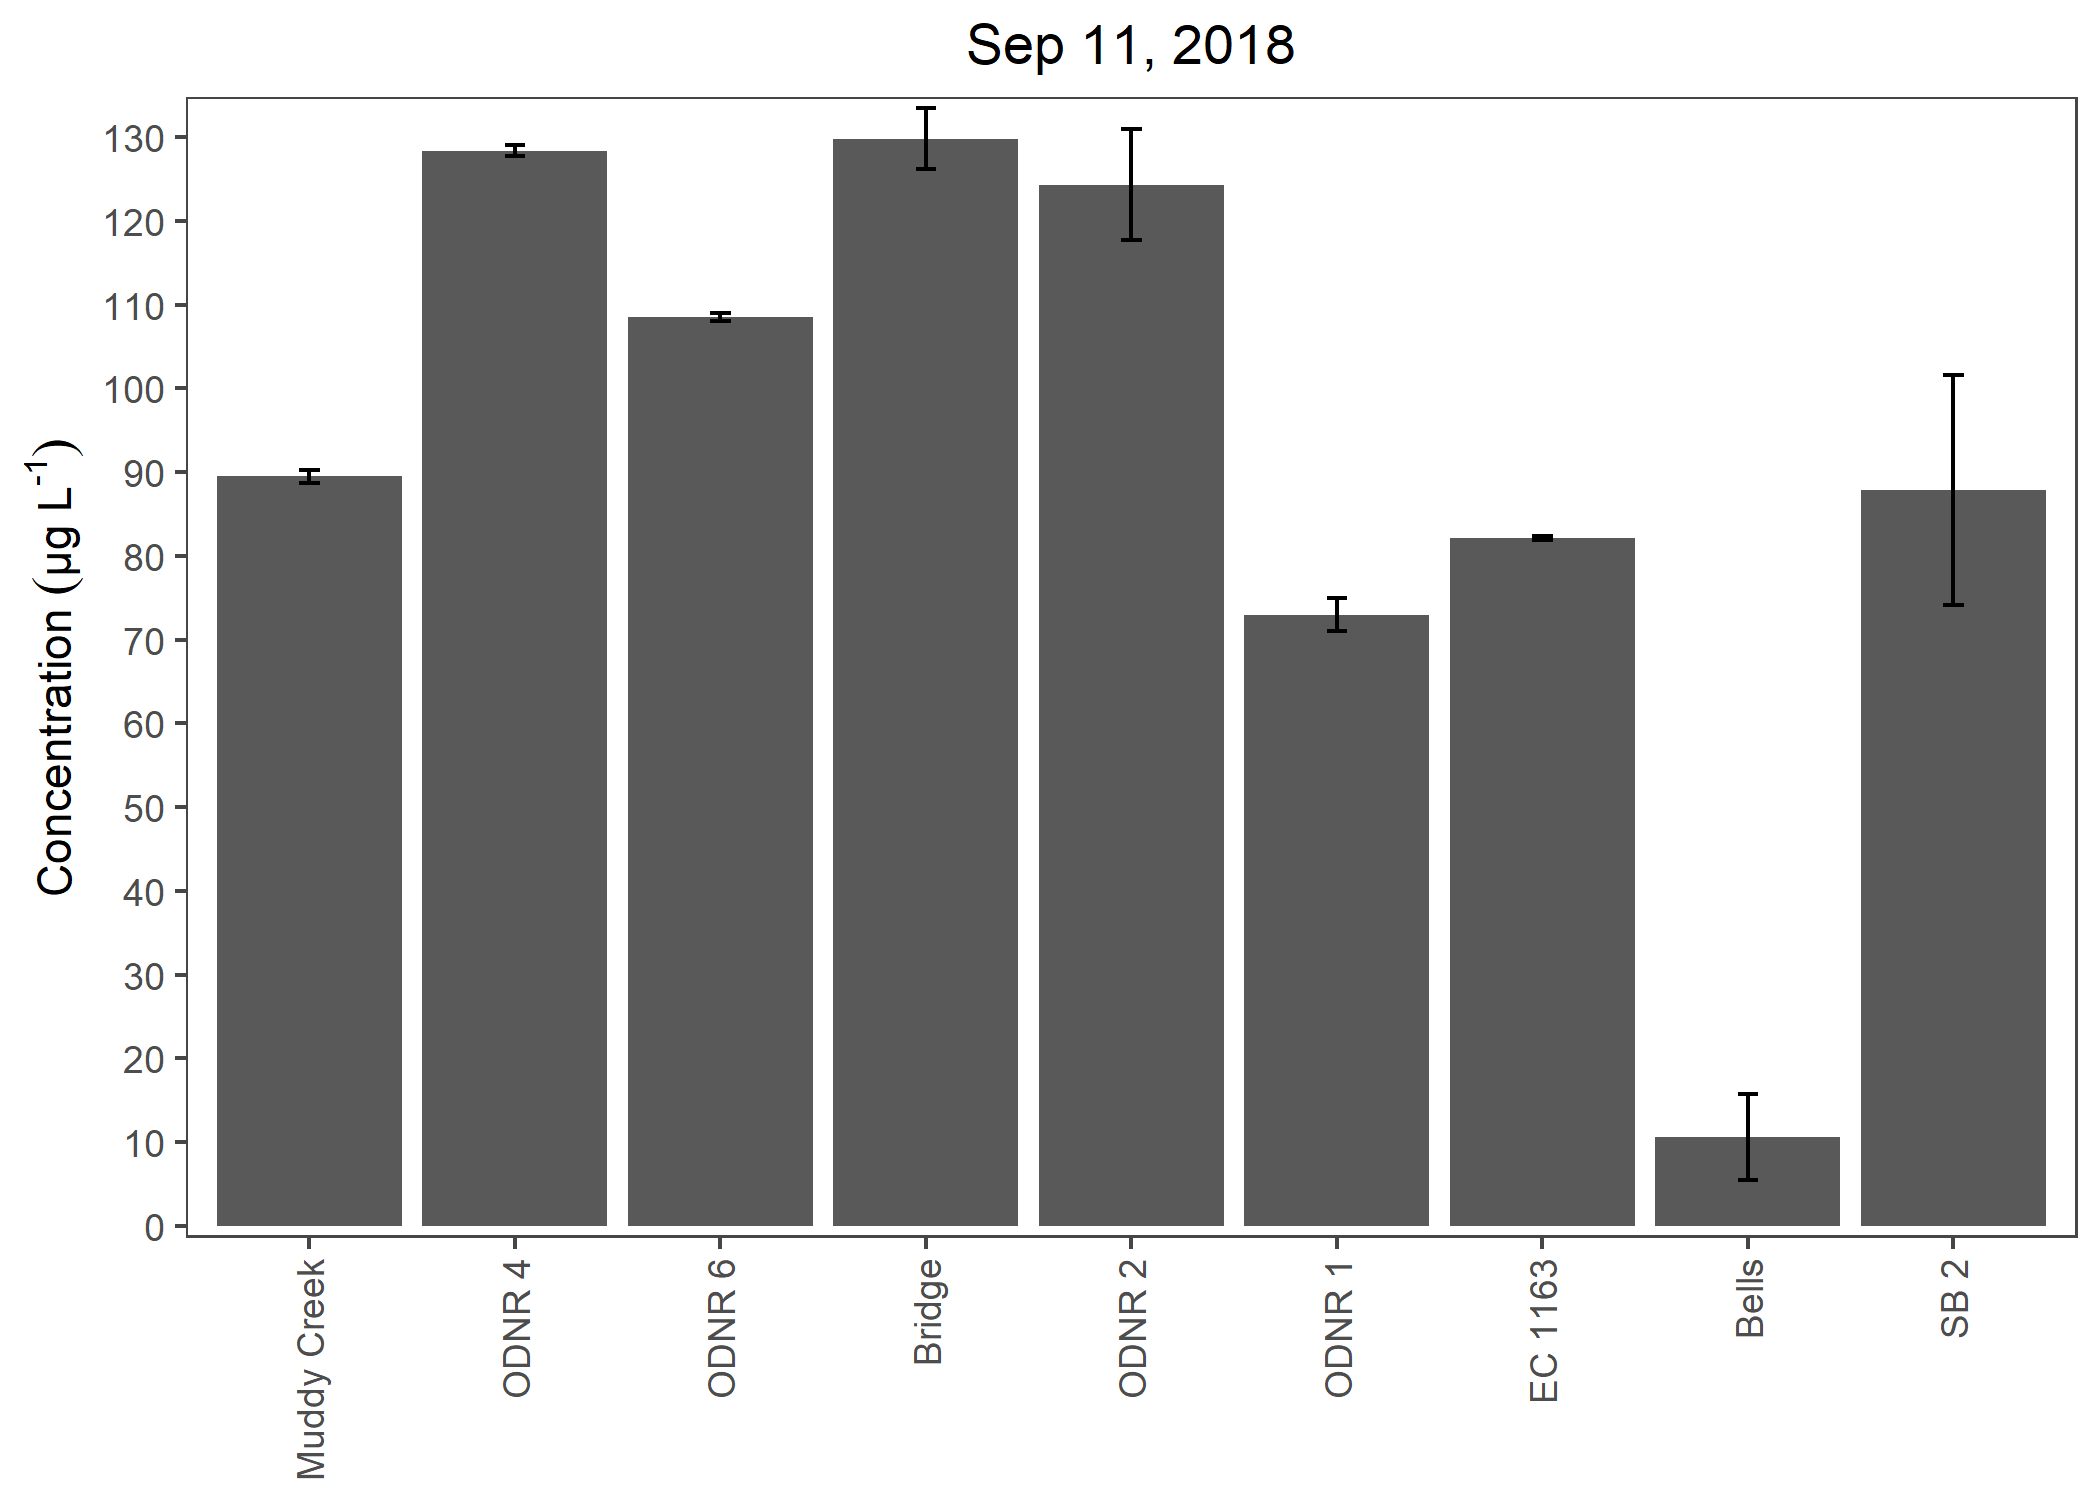 Sep 11, 2018
Concentration (µg L⁻¹)
130
120
110
100
90
80
70
60
50
40
30
20
10
0
Muddy Creek
ODNR 4
ODNR 6
Bridge
ODNR 2
ODNR 1
EC 1163
Bells
SB 2